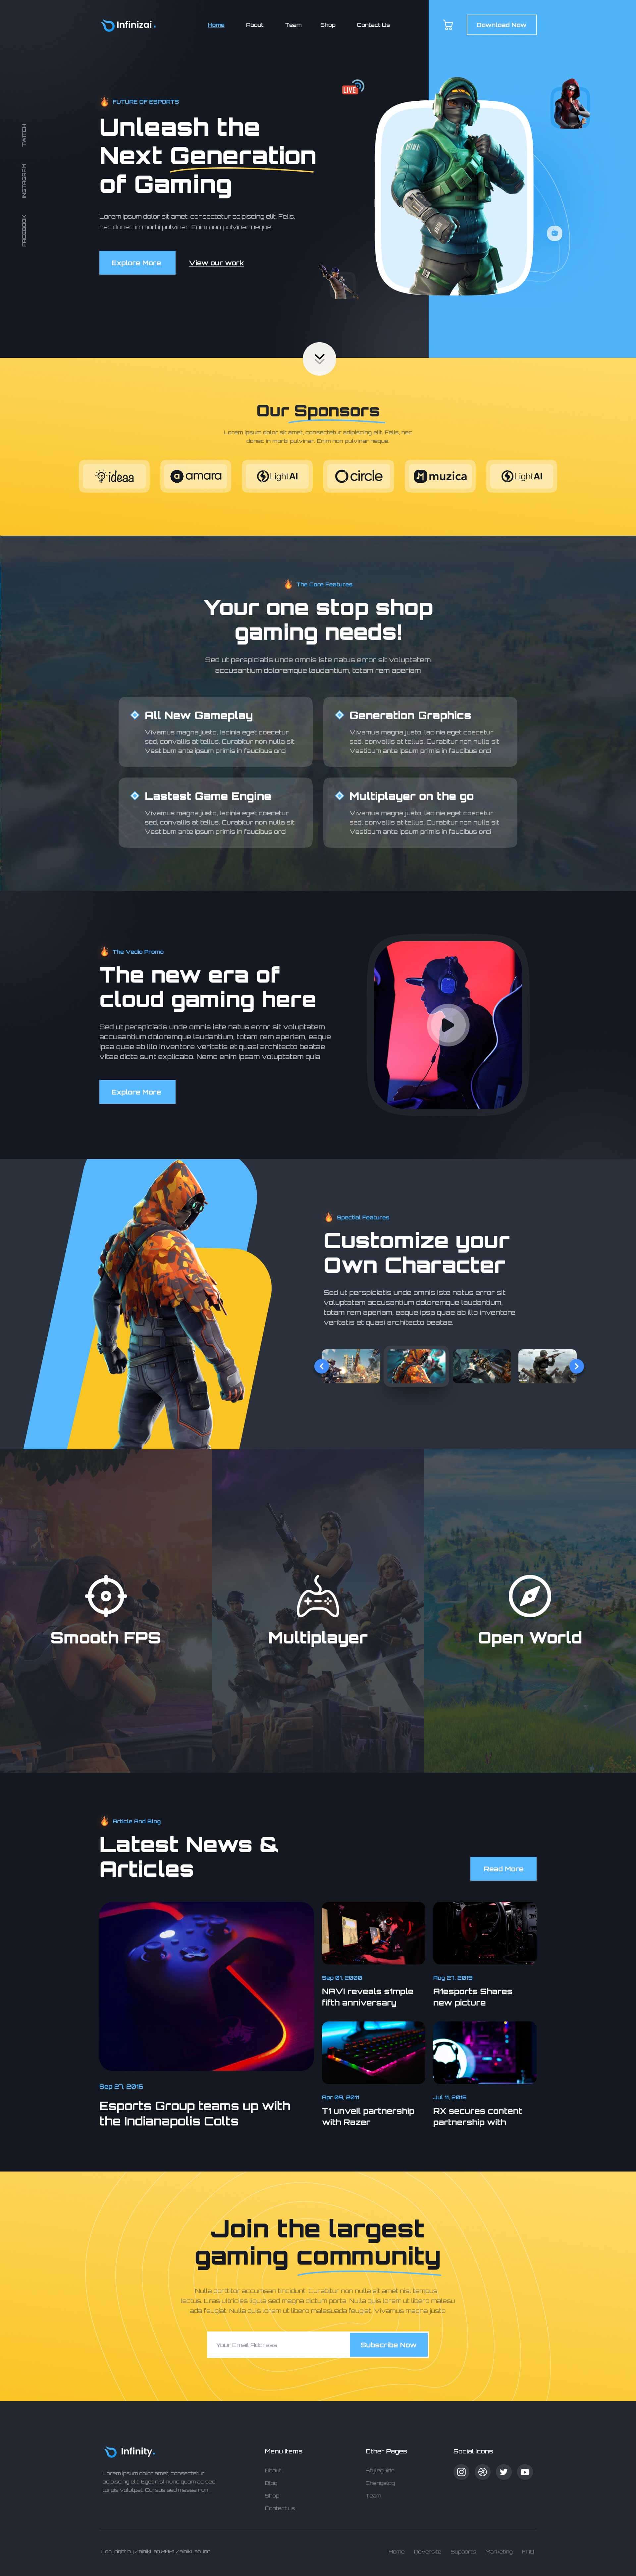 Infinizai.
Home
About
Team
Shop
Contact Us
Download Now
TWITCH
INSTAGRAM
FACEBOOK
LIVE
FUTURE OF ESPORTS
Unleash the
Next Generation
of Gaming
Lorem ipsum dolor sit amet, consectetur adipiscing elit. Felis,
nec donec in morbi pulvinar. Enim non pulvinar neque.
Explore More
View our work
Our Sponsors
Lorem ipsum dolor sit amet, consectetur adipiscing elit. Felis, nec
donec in morbi pulvinar. Enim non pulvinar neque.
ideaa
amara
LightAI
circle
muzica
LightAI
The Core Features
Your one stop shop
gaming needs!
Sed ut perspiciatis unde omnis iste natus error sit voluptatem
accusantium doloremque laudantium, totam rem aperiam
All New Gameplay
Vivamus magna justo, lacinia eget coecetur
sed, convallis at tellus. Curabitur non nulla sit
Vestibum ante ipsum primis in faucibus orci
Generation Graphics
Vivamus magna justo, lacinia eget coecetur
sed, convallis at tellus. Curabitur non nulla sit
Vestibum ante ipsum primis in faucibus orci
Lastest Game Engine
Vivamus magna justo, lacinia eget coecetur
sed, convallis at tellus. Curabitur non nulla sit
Vestibum ante ipsum primis in faucibus orci
Multiplayer on the go
Vivamus magna justo, lacinia eget coecetur
sed, convallis at tellus. Curabitur non nulla sit
Vestibum ante ipsum primis in faucibus orci
The Vedio Promo
The new era of
cloud gaming here
Sed ut perspiciatis unde omnis iste natus error sit voluptatem
accusantium doloremque laudantium, totam rem aperiam, eaque
ipsa quae ab illo inventore veritatis et quasi architecto beatae
vitae dicta sunt explicabo. Nemo enim ipsam voluptatem quia
Explore More
Spectial Features
Customize your
Own Character
Sed ut perspiciatis unde omnis iste natus error sit
voluptatem accusantium doloremque laudantium,
totam rem aperiam, eaque ipsa quae ab illo inventore
veritatis et quasi architecto beatae.
Smooth FPS
Multiplayer
Open World
Article And Blog
Latest News &
Articles
Read More
Sep 27, 2016
Esports Group teams up with
the Indianapolis Colts
Sep 01, 2000
NAVI reveals s1mple
fifth anniversary
Aug 27, 2019
A1esports Shares
new picture
Apr 09, 2011
T1 unveil partnership
with Razer
Jul 11, 2015
RX secures content
partnership with
Join the largest
gaming community
Nulla porttitor accumsan tincidunt. Curabitur non nulla sit amet nisl tempus
lectus. Cras ultricies ligula sed magna dictum porta. Nulla quis lorem ut libero malesu
ada feugiat. Nulla quis lorem ut libero malesuada feugiat. Vivamus magna justo
Your Email Address
Subscribe Now
Infinity.
Lorem ipsum dolor sit amet, consectetur
adipiscing elit. Eget nisl nunc quam ac sed
turpis volutpat. Cursus sed massa non .
Menu Items
About
Blog
Shop
Contact us
Other Pages
Styleguide
Changelog
Team
Social Icons
Home
Adversite
Supports
Marketing
FAQ